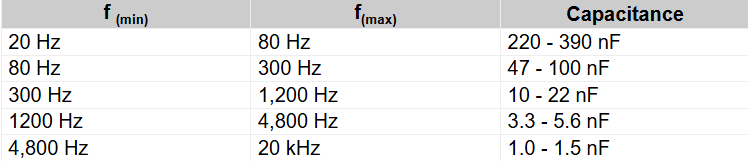 f (min) f(max) Capacitance
20 Hz 80 Hz 220 - 390 nF
80 Hz 300 Hz 47 - 100 nF
300 Hz 1,200 Hz 10 - 22 nF
1200 Hz 4,800 Hz 3.3 - 5.6 nF
4,800 Hz 20 kHz 1.0 - 1.5 nF